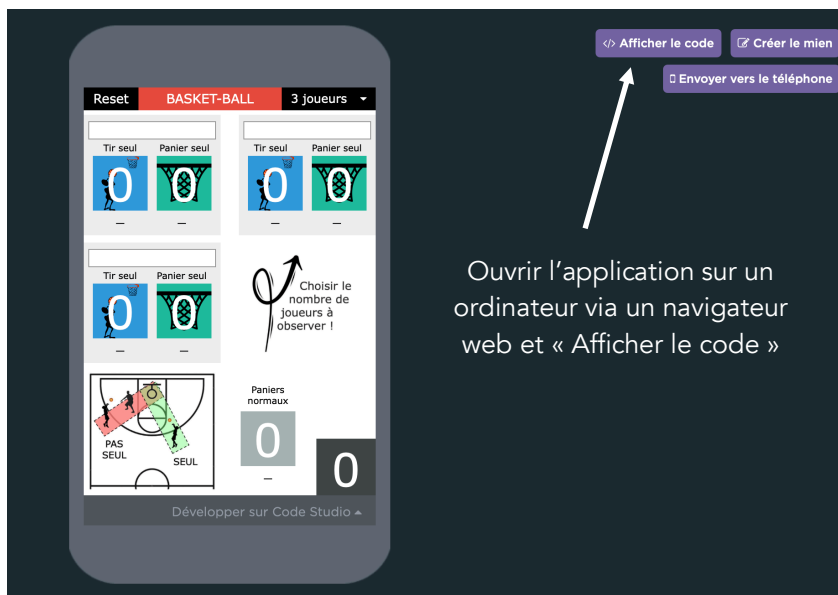 </> Afficher le code
Créer le mien
Envoyer vers le téléphone
Reset BASKET-BALL 3 joueurs
Tir seul Panier seul Tir seul Panier seul
0 0 0 0
– – – –
Tir seul Panier seul
0 0
– –
Choisir le
nombre de
joueurs à
observer !
PAS
SEUL
SEUL
Paniers
normaux
0
–
0
Développer sur Code Studio
Ouvrir l’application sur un
ordinateur via un navigateur
web et « Afficher le code »